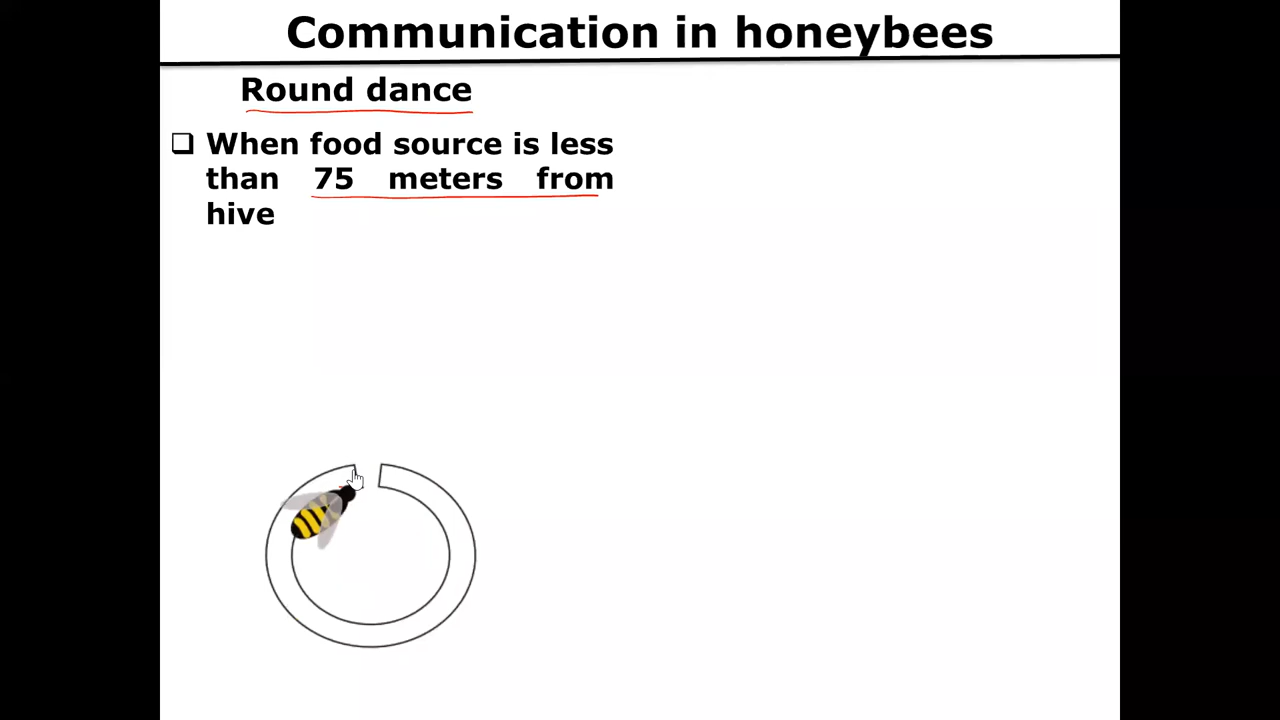 Communication in honeybees
Round dance
❑ When food source is less
than 75 meters from
hive